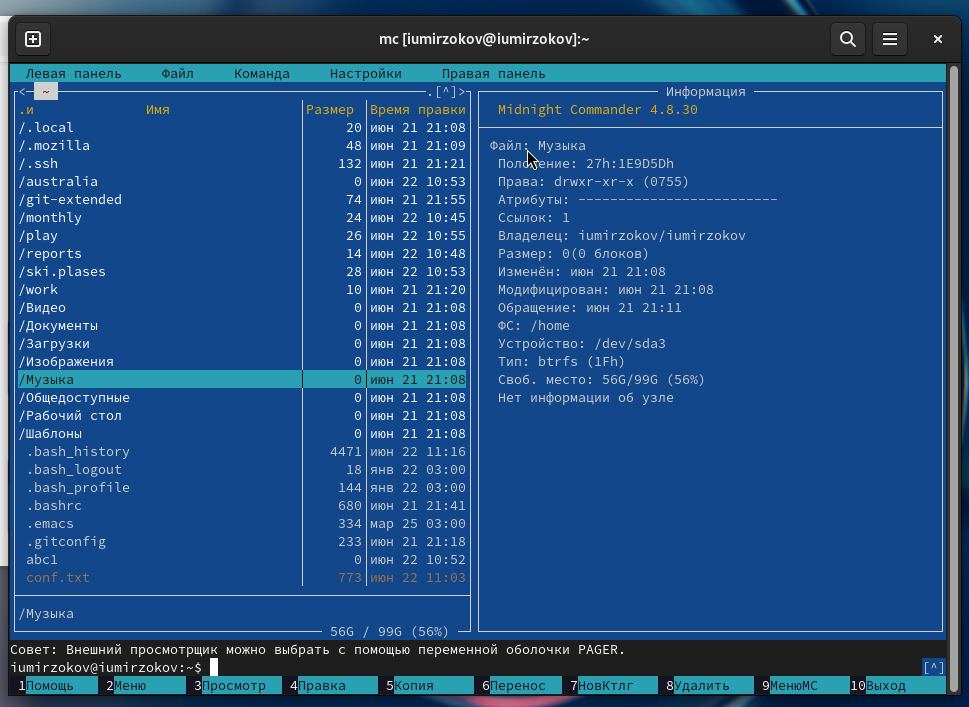 mc [iumirzokov@iumirzokov]:~
Левая панель Файл Команда Настройки Правая панель
<─ ~ .[^]>
.и Имя Размер Время правки
/.local 20 июн 21 21:08
/.mozilla 48 июн 21 21:09
/.ssh 132 июн 21 21:21
/australia 0 июн 22 10:53
/git-extended 74 июн 21 21:55
/monthly 24 июн 22 10:45
/play 26 июн 22 10:55
/reports 14 июн 22 10:48
/ski.plases 28 июн 22 10:53
/work 10 июн 21 21:20
/Видео 0 июн 21 21:08
/Документы 0 июн 21 21:08
/Загрузки 0 июн 21 21:08
/Изображения 0 июн 21 21:08
/Музыка 0 июн 21 21:08
/Общедоступные 0 июн 21 21:08
/Рабочий стол 0 июн 21 21:08
/Шаблоны 0 июн 21 21:08
.bash_history 4471 июн 22 11:16
.bash_logout 18 янв 22 03:00
.bash_profile 144 янв 22 03:00
.bashrc 680 июн 21 21:41
.emacs 334 мар 25 03:00
.gitconfig 233 июн 21 21:18
abc1 0 июн 22 10:52
conf.txt 773 июн 22 11:03
/Музыка
56G / 99G (56%)
Информация
Midnight Commander 4.8.30
Файл: Музыка
Положение: 27h:1E9D5Dh
Права: drwxr-xr-x (0755)
Атрибуты: -------------------------
Ссылок: 1
Владелец: iumirzokov/iumirzokov
Размер: 0(0 блоков)
Изменён: июн 21 21:08
Модифицирован: июн 21 21:08
Обращение: июн 21 21:11
ФС: /home
Устройство: /dev/sda3
Тип: btrfs (1Fh)
Своб. место: 56G/99G (56%)
Нет информации об узле
Совет: Внешний просмотрщик можно выбрать с помощью переменной оболочки PAGER.
iumirzokov@iumirzokov:~$ [^]
1Помощь 2Меню 3Просмотр 4Правка 5Копия 6Перенос 7НовКтлг 8Удалить 9МенюМС 10Выход